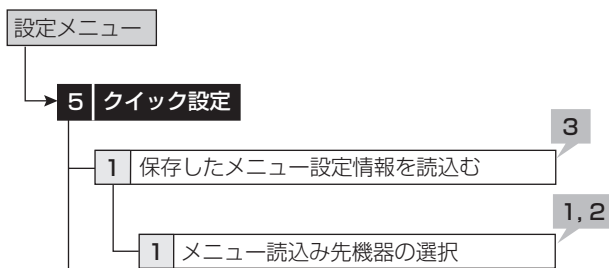 設定メニュー
5 クイック設定
3
1 保存したメニュー設定情報を読込む
1, 2
1 メニュー読込み先機器の選択